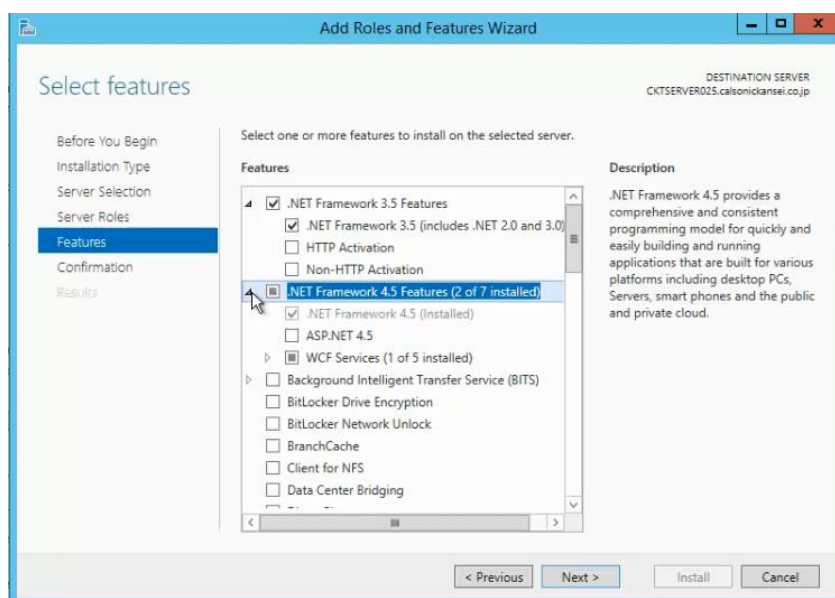 Add Roles and Features Wizard
Select features
DESTINATION SERVER
CKTSERVER025.calsonickansei.co.jp
Before You Begin
Installation Type
Server Selection
Server Roles
Features
Confirmation
Results
Select one or more features to install on the selected server.
Features
.NET Framework 3.5 Features
.NET Framework 3.5 (includes .NET 2.0 and 3.0)
HTTP Activation
Non-HTTP Activation
.NET Framework 4.5 Features (2 of 7 installed)
.NET Framework 4.5 (Installed)
ASP.NET 4.5
WCF Services (1 of 5 installed)
Background Intelligent Transfer Service (BITS)
BitLocker Drive Encryption
BitLocker Network Unlock
BranchCache
Client for NFS
Data Center Bridging
Description
.NET Framework 4.5 provides a
comprehensive and consistent
programming model for quickly and
easily building and running
applications that are built for various
platforms including desktop PCs,
Servers, smart phones and the public
and private cloud.
< Previous
Next >
Install
Cancel